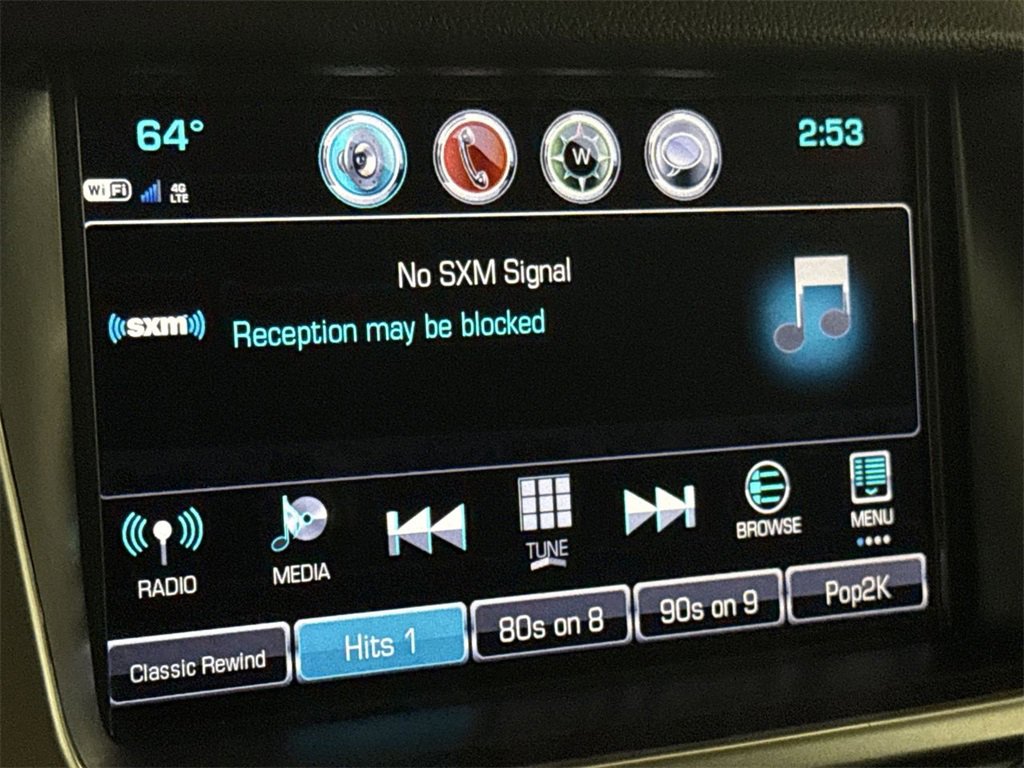 64°
2:53
W
WiFi
4G
LTE
No SXM Signal
sxm
Reception may be blocked
RADIO
MEDIA
TUNE
BROWSE
MENU
Classic Rewind
Hits 1
80s on 8
90s on 9
Pop2K